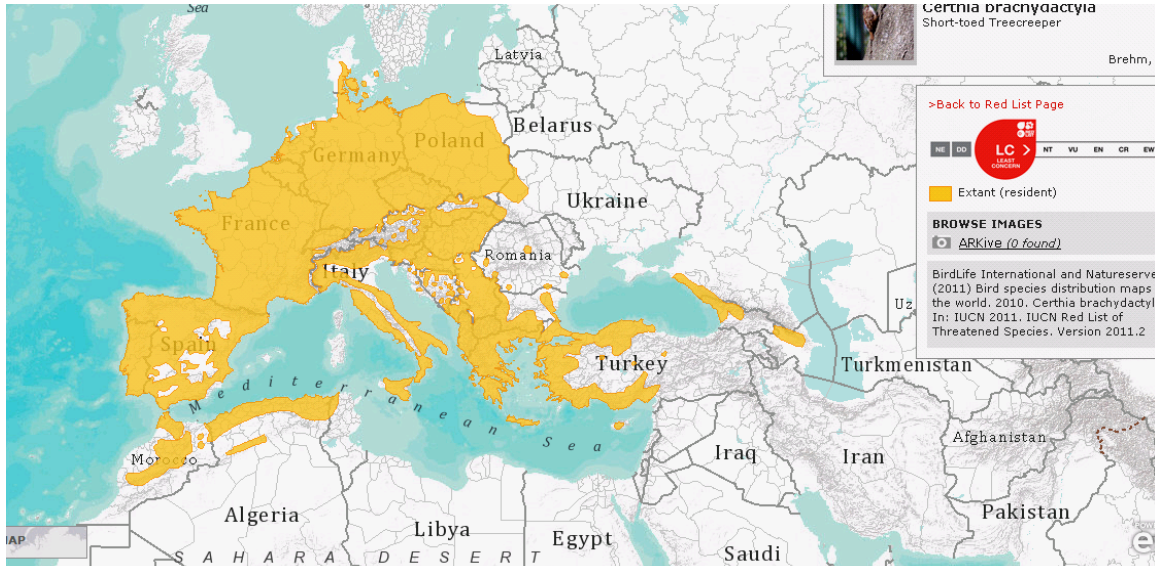 Sea
Certhia brachydactyla
Short-toed Treecreeper
Brehm,
Latvia
>Back to Red List Page
Belarus
Poland
Germany
NE DD LC > NT VU EN CR EW
LEAST
CONCERN
Extant (resident)
Ukraine
France
BROWSE IMAGES
ARKive (0 found)
Romania
Italy
BirdLife International and Natureserve
(2011) Bird species distribution maps
the world. 2010. Certhia brachydactyl
In: IUCN 2011. IUCN Red List of
Threatened Species. Version 2011.2
Uz
Spain
Turkey
Turkmenistan
Mediterranean Sea
Afghanistan
Iraq
Iran
Morocco
Pakistan
Algeria
Libya
Egypt
Saudi
MAP
SAHARA DESERT